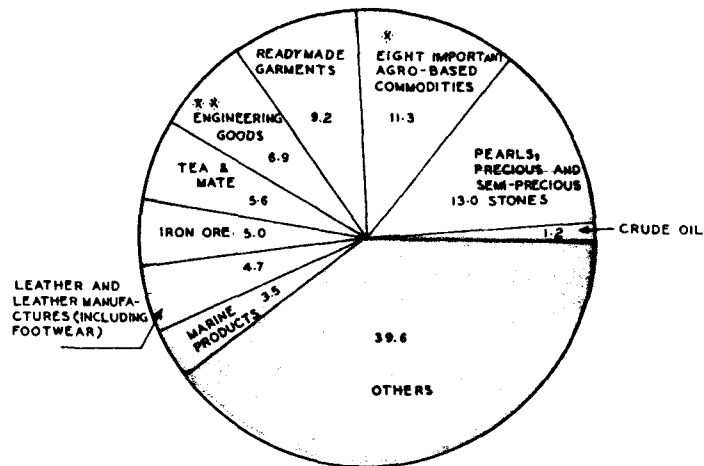 *
EIGHT IMPORTANT
AGRO-BASED
COMMODITIES
11.3
READYMADE
GARMENTS
9.2
**
ENGINEERING
GOODS
6.9
TEA &
MATE
5.6
IRON ORE 5.0
4.7
LEATHER AND
LEATHER MANUFA-
CTURES (INCLUDING
FOOTWEAR)
3.5
MARINE
PRODUCTS
39.6
OTHERS
1.2
CRUDE OIL
PEARLS,
PRECIOUS AND
SEMI-PRECIOUS
13.0 STONES